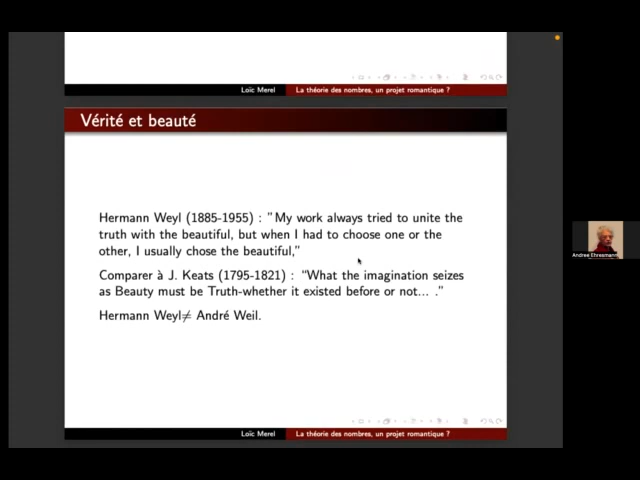 Loïc Merel La théorie des nombres, un projet romantique ?
Vérité et beauté
Hermann Weyl (1885-1955) : "My work always tried to unite the
truth with the beautiful, but when I had to choose one or the
other, I usually chose the beautiful,"
Comparer à J. Keats (1795-1821) : "What the imagination seizes
as Beauty must be Truth-whether it existed before or not... ."
Hermann Weyl≠ André Weil.
Andree Ehresmann
Loïc Merel La théorie des nombres, un projet romantique ?